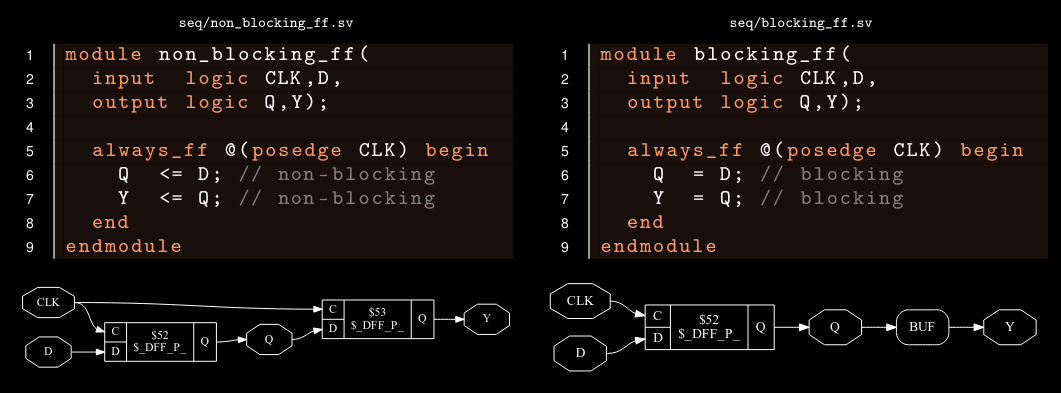 seq/non_blocking_ff.sv
1 module non_blocking_ff(
2 input logic CLK,D,
3 output logic Q,Y);
4
5 always_ff @(posedge CLK) begin
6 Q <= D; // non-blocking
7 Y <= Q; // non-blocking
8 end
9 endmodule
CLK
D
C
D
$52
$_DFF_P_
Q
Q
C
D
$53
$_DFF_P_
Q
Y
seq/blocking_ff.sv
1 module blocking_ff(
2 input logic CLK,D,
3 output logic Q,Y);
4
5 always_ff @(posedge CLK) begin
6 Q = D; // blocking
7 Y = Q; // blocking
8 end
9 endmodule
CLK
D
C
D
$52
$_DFF_P_
Q
Q
BUF
Y